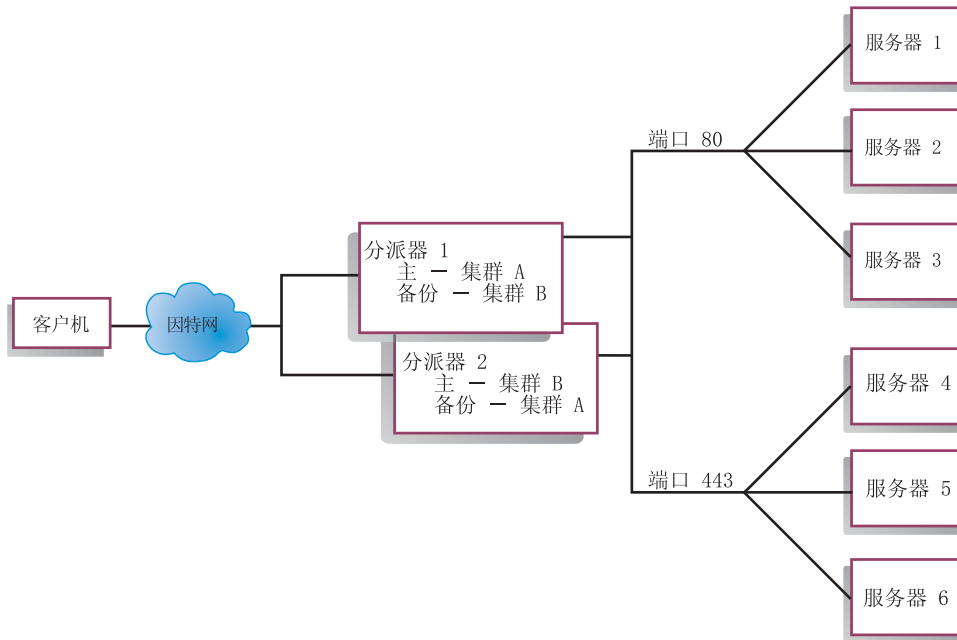 客户机
因特网
分派器 1
主 — 集群 A
备份 — 集群 B
分派器 2
主 — 集群 B
备份 — 集群 A
端口 80
服务器 1
服务器 2
服务器 3
端口 443
服务器 4
服务器 5
服务器 6